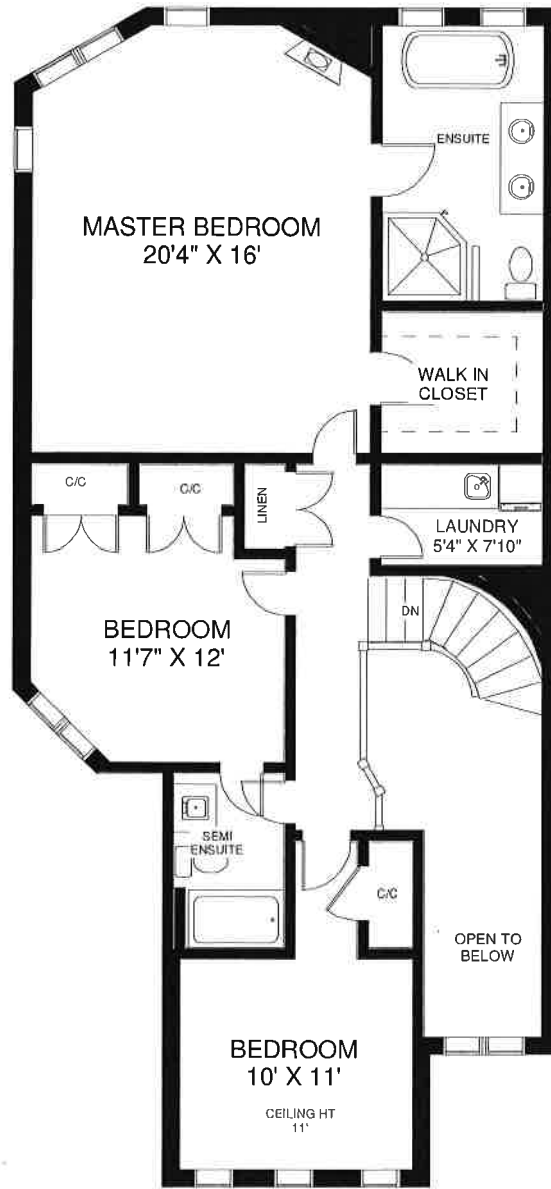 ENSUITE
MASTER BEDROOM
20'4" X 16'
WALK IN
CLOSET
C/C
C/C
LINEN
LAUNDRY
5'4" X 7'10"
DN
BEDROOM
11'7" X 12'
SEMI
ENSUITE
C/C
OPEN TO
BELOW
BEDROOM
10' X 11'
CEILING HT
11'